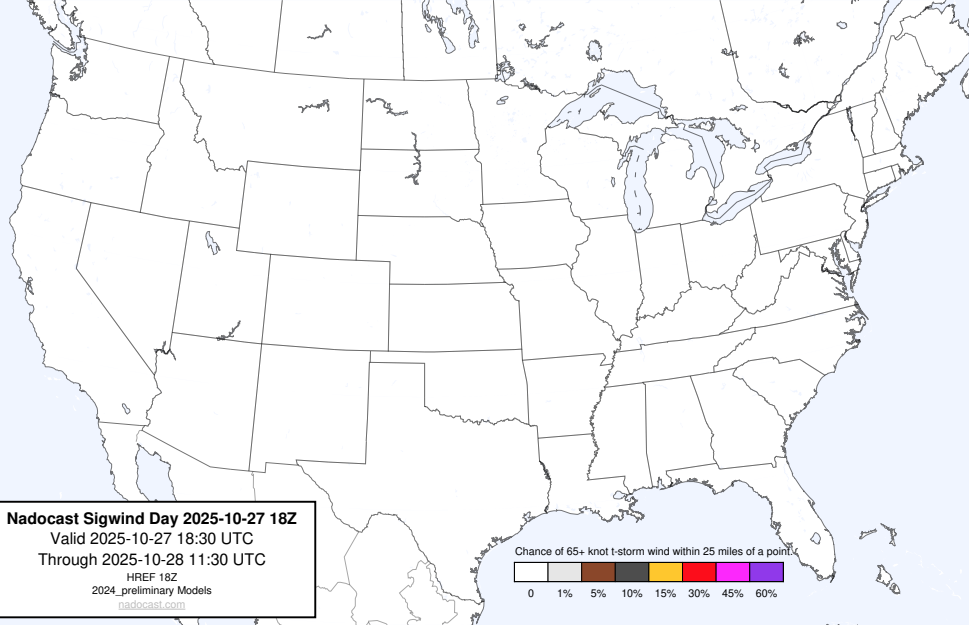 Nadocast Sigwind Day 2025-10-27 18Z
Valid 2025-10-27 18:30 UTC
Through 2025-10-28 11:30 UTC
HREF 18Z
2024_preliminary Models
nadocast.com
Chance of 65+ knot t-storm wind within 25 miles of a point.
0 1% 5% 10% 15% 30% 45% 60%